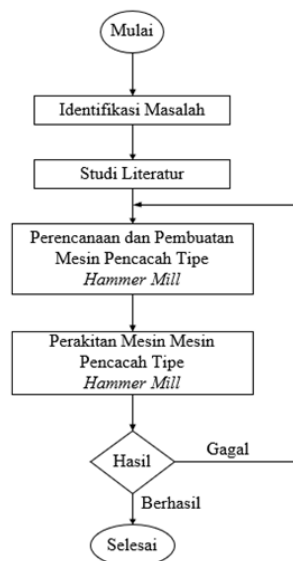 Mulai
Identifikasi Masalah
Studi Literatur
Perencanaan dan Pembuatan
Mesin Pencacah Tipe
Hammer Mill
Perakitan Mesin Mesin
Pencacah Tipe
Hammer Mill
Hasil
Gagal
Berhasil
Selesai